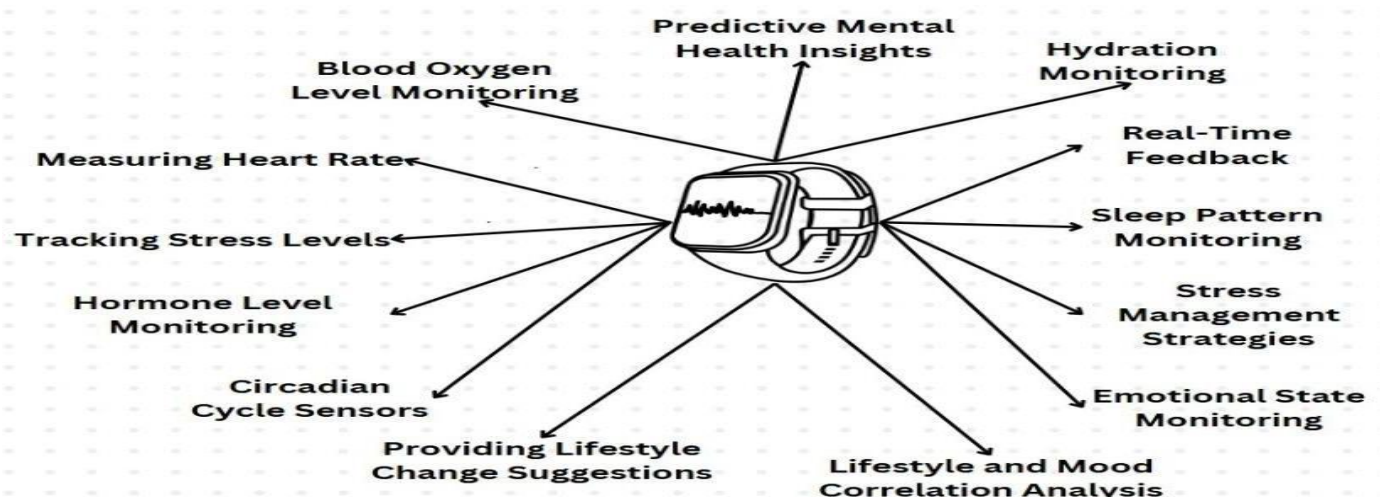 Predictive Mental
Health Insights
Hydration
Monitoring
Blood Oxygen
Level Monitoring
Real-Time
Feedback
Measuring Heart Rate
Sleep Pattern
Monitoring
Tracking Stress Levels
Stress
Management
Strategies
Hormone Level
Monitoring
Circadian
Cycle Sensors
Emotional State
Monitoring
Providing Lifestyle
Change Suggestions
Lifestyle and Mood
Correlation Analysis